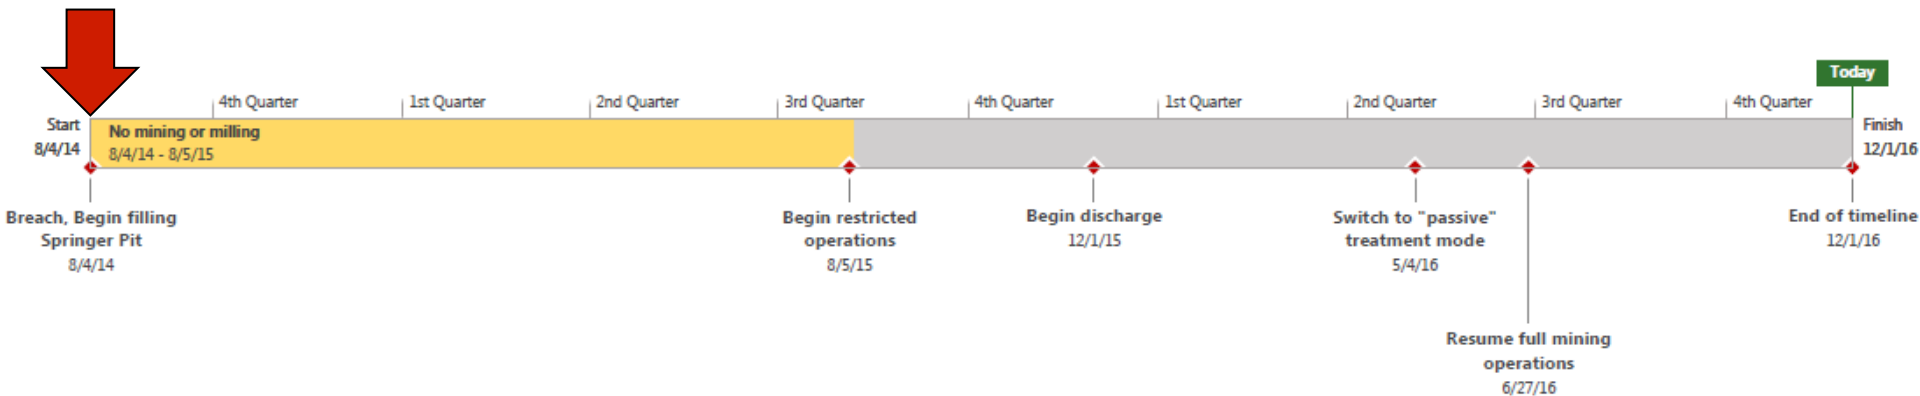 Today
4th Quarter
1st Quarter
2nd Quarter
3rd Quarter
4th Quarter
1st Quarter
2nd Quarter
3rd Quarter
4th Quarter
Start
8/4/14
No mining or milling
8/4/14 - 8/5/15
Finish
12/1/16
Breach, Begin filling
Springer Pit
8/4/14
Begin restricted
operations
8/5/15
Begin discharge
12/1/15
Switch to "passive"
treatment mode
5/4/16
Resume full mining
operations
6/27/16
End of timeline
12/1/16